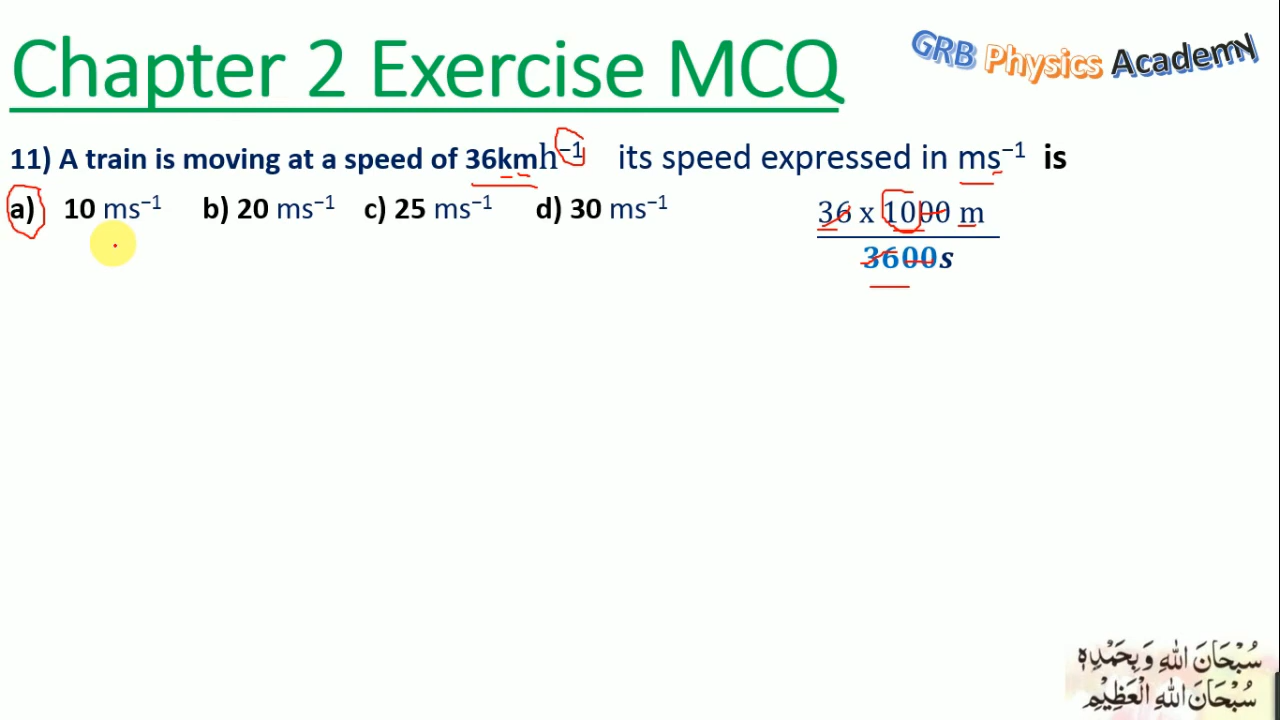 Chapter 2 Exercise MCQ
GRB Physics Academy
11) A train is moving at a speed of 36kmh⁻¹ its speed expressed in ms⁻¹ is
a) 10 ms⁻¹ b) 20 ms⁻¹ c) 25 ms⁻¹ d) 30 ms⁻¹
36 x 1000 m
3600s
سُبْحَانَ اللهِ وَبِحَمْدِهٖ
سُبْحَانَ اللهِ الْعَظِيْمِ